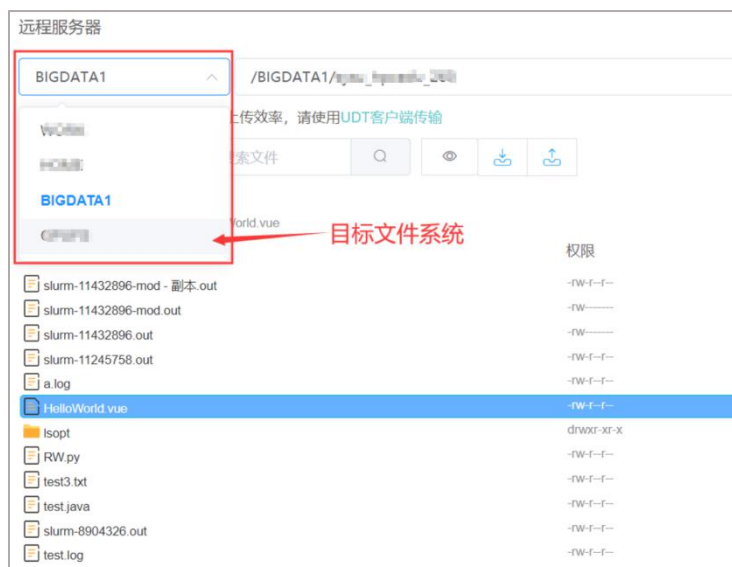 远程服务器
BIGDATA1
/BIGDATA1/
上传效率，请使用UDT客户端传输
索文件
BIGDATA1
World.vue
目标文件系统
权限
slurm-11432896-mod - 副本.out -rw-r--r--
slurm-11432896-mod.out -rw-------
slurm-11432896.out -rw-------
slurm-11245758.out -rw-r--r--
a.log -rw-r--r--
HelloWorld.vue -rw-r--r--
lsopt drwxr-xr-x
RW.py -rw-r--r--
test3.txt -rw-r--r--
test.java -rw-r--r--
slurm-8904326.out -rw-r--r--
test.log -rw-r--r--